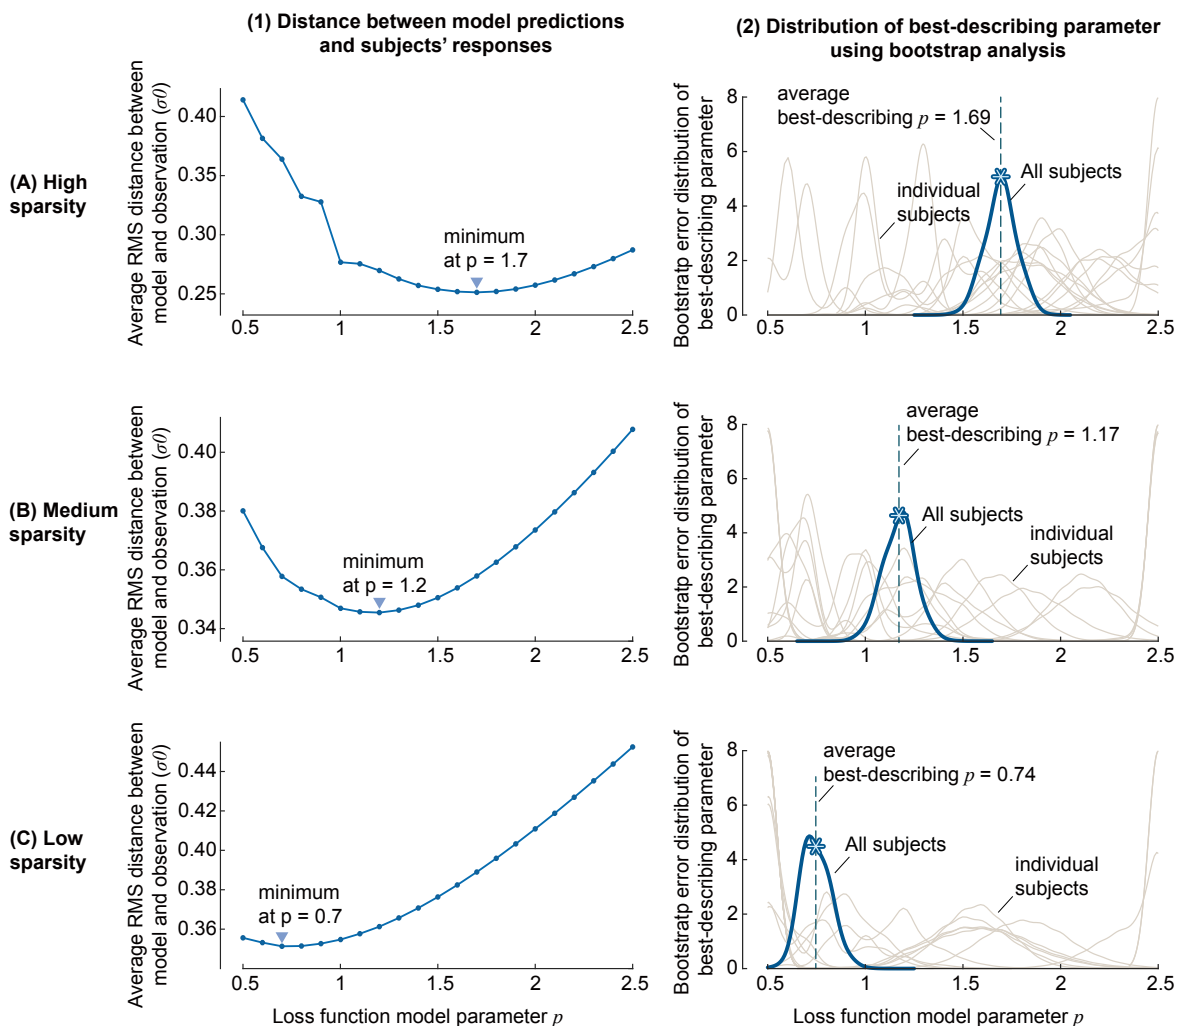 (1) Distance between model predictions
and subjects' responses
(2) Distribution of best-describing parameter
using bootstrap analysis
(A) High
sparsity
Average RMS distance between
model and observation (σ0)
0.40
0.35
0.30
0.25
0.5
1
1.5
2
2.5
minimum
at p = 1.7
Bootstratp error distribution of
best-describing parameter
8
6
4
2
0
0.5
1
1.5
2
2.5
average
best-describing p = 1.69
All subjects
individual
subjects
(B) Medium
sparsity
Average RMS distance between
model and observation (σ0)
0.40
0.38
0.36
0.34
0.5
1
1.5
2
2.5
minimum
at p = 1.2
Bootstratp error distribution of
best-describing parameter
8
6
4
2
0
0.5
1
1.5
2
2.5
average
best-describing p = 1.17
All subjects
individual
subjects
(C) Low
sparsity
Average RMS distance between
model and observation (σ0)
0.44
0.42
0.40
0.38
0.36
0.5
1
1.5
2
2.5
minimum
at p = 0.7
Bootstratp error distribution of
best-describing parameter
8
6
4
2
0
0.5
1
1.5
2
2.5
average
best-describing p = 0.74
All subjects
individual
subjects
Loss function model parameter p
Loss function model parameter p